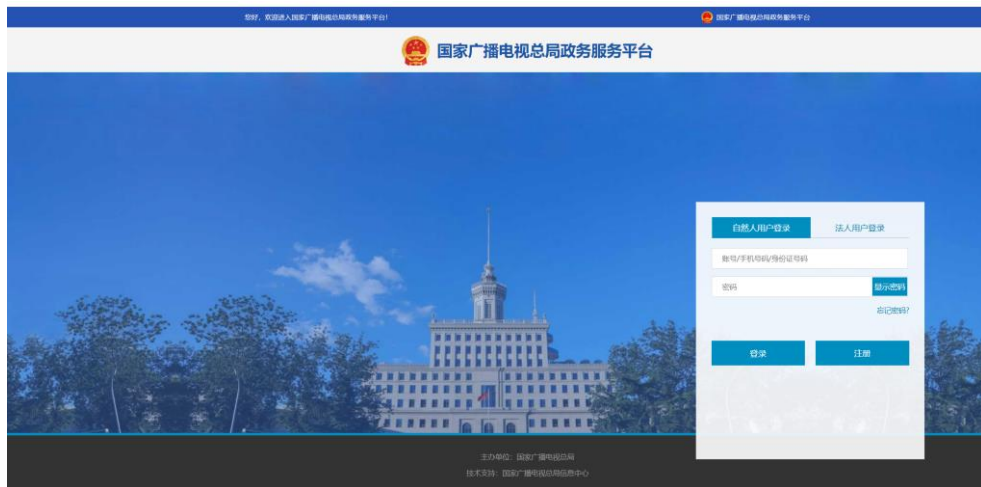 您好，欢迎进入国家广播电视总局政务服务平台！
国家广播电视总局政务服务平台
国家广播电视总局政务服务平台
自然人用户登录 法人用户登录
账号/手机号码/身份证号码
密码 显示密码
忘记密码?
登录 注册
主办单位：国家广播电视总局
技术支持：国家广播电视总局信息中心